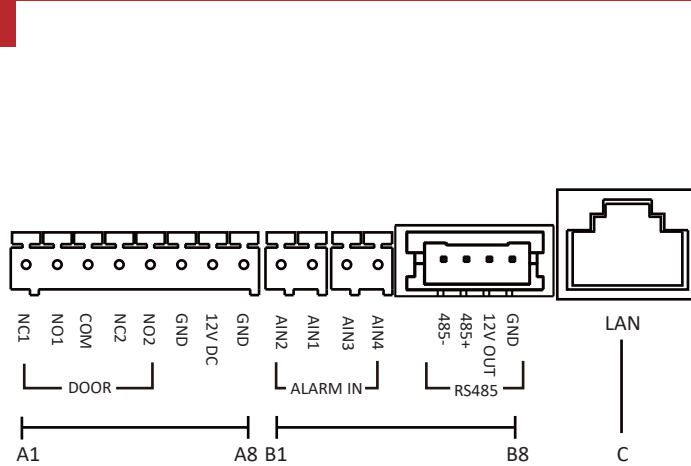 NC1
NO1
COM
NC2
NO2
GND
12V DC
GND
AIN2
AIN1
AIN3
AIN4
485-
485+
12V OUT
GND
LAN
DOOR
ALARM IN
RS485
A1
A8
B1
B8
C